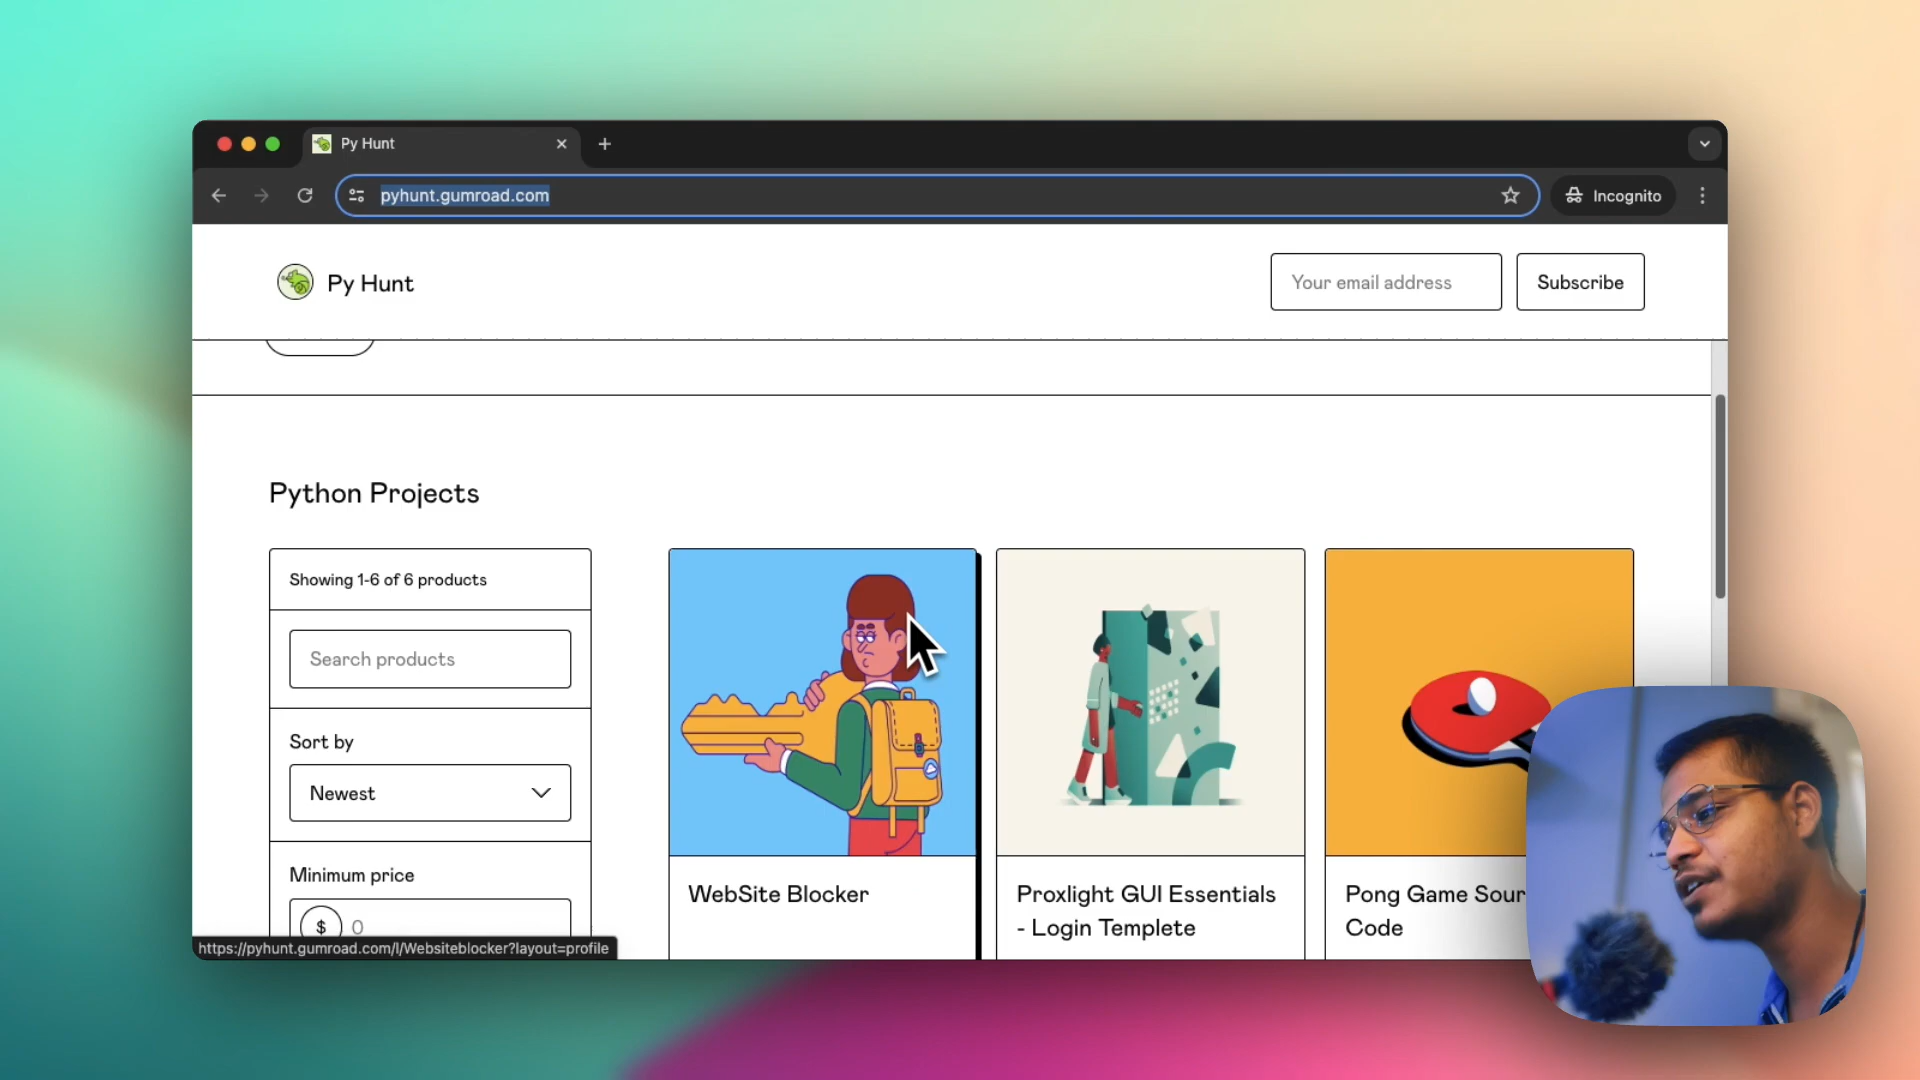 Py Hunt
pyhunt.gumroad.com
Incognito
Py Hunt
Your email address
Subscribe
Python Projects
Showing 1-6 of 6 products
Search products
Sort by
Newest
Minimum price
$ 0
WebSite Blocker
Proxlight GUI Essentials
- Login Templete
Pong Game Sour
Code
https://pyhunt.gumroad.com/l/Websiteblocker?layout=profile